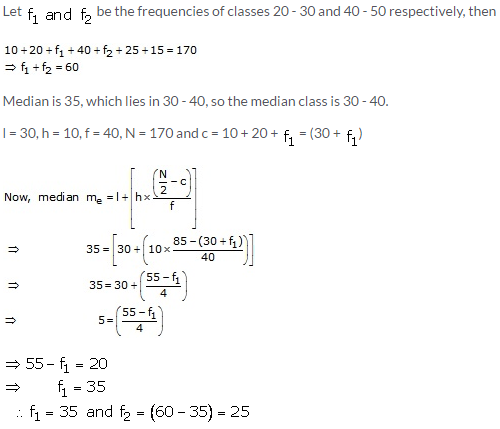 Let f₁ and f₂ be the frequencies of classes 20 - 30 and 40 - 50 respectively, then
10 + 20 + f₁ + 40 + f₂ + 25 + 15 = 170
⇒ f₁ + f₂ = 60
Median is 35, which lies in 30 - 40, so the median class is 30 - 40.
l = 30, h = 10, f = 40, N = 170 and c = 10 + 20 + f₁ = (30 + f₁)
Now, median mₑ = l + [h × (N/2 - c)/f]
⇒ 35 = [30 + (10 × (85 - (30 + f₁))/40)]
⇒ 35 = 30 + ((55 - f₁)/4)
⇒ 5 = ((55 - f₁)/4)
⇒ 55 - f₁ = 20
⇒ f₁ = 35
∴ f₁ = 35 and f₂ = (60 - 35) = 25